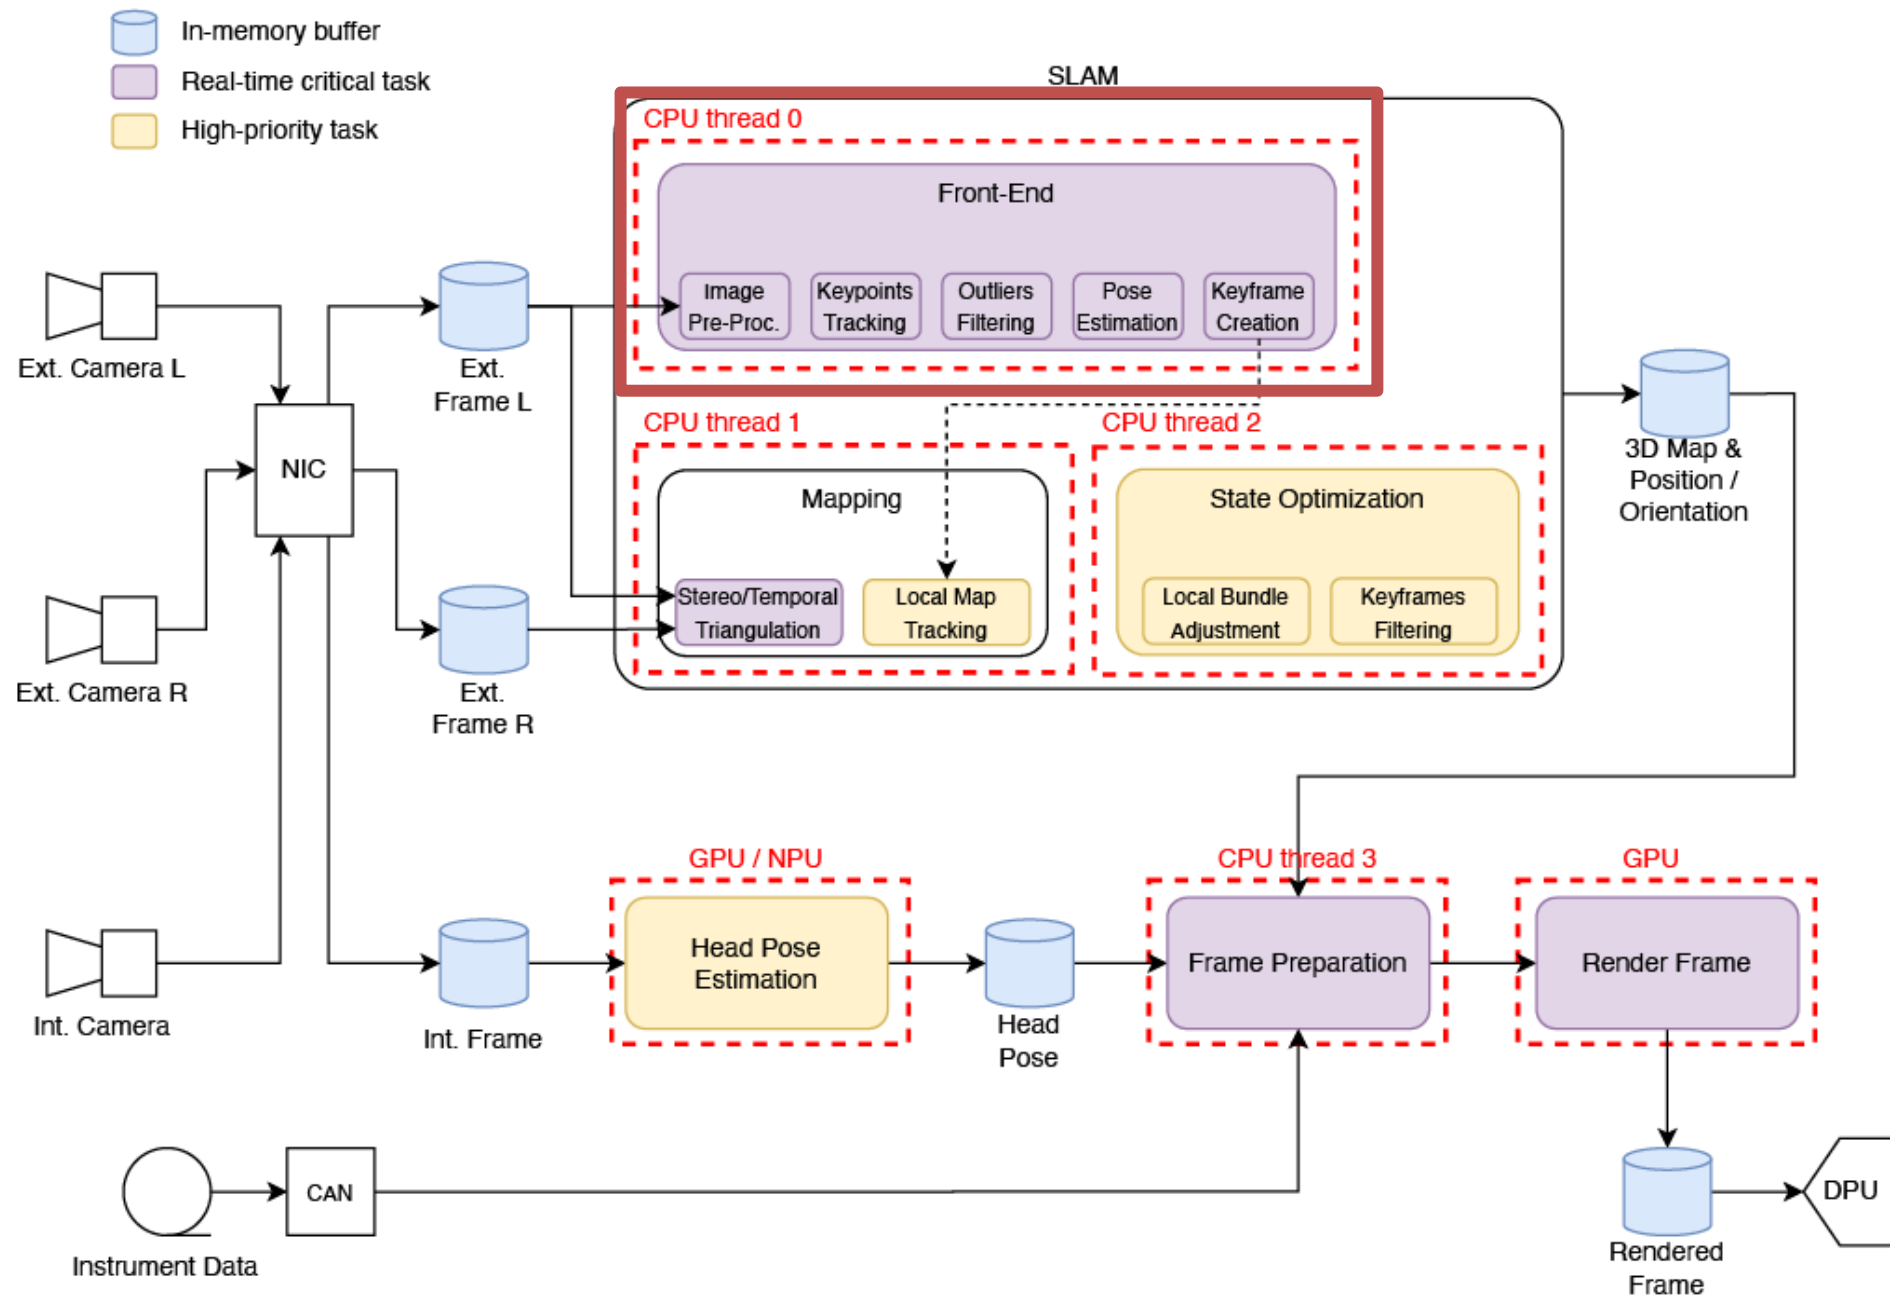 In-memory buffer
Real-time critical task
High-priority task
SLAM
CPU thread 0
Front-End
Image
Pre-Proc.
Keypoints
Tracking
Outliers
Filtering
Pose
Estimation
Keyframe
Creation
Ext. Camera L
Ext.
Frame L
NIC
CPU thread 1
Mapping
Stereo/Temporal
Triangulation
Local Map
Tracking
CPU thread 2
State Optimization
Local Bundle
Adjustment
Keyframes
Filtering
3D Map &
Position /
Orientation
Ext. Camera R
Ext.
Frame R
GPU / NPU
Head Pose
Estimation
CPU thread 3
Frame Preparation
GPU
Render Frame
Int. Camera
Int. Frame
Head
Pose
Instrument Data
CAN
Rendered
Frame
DPU